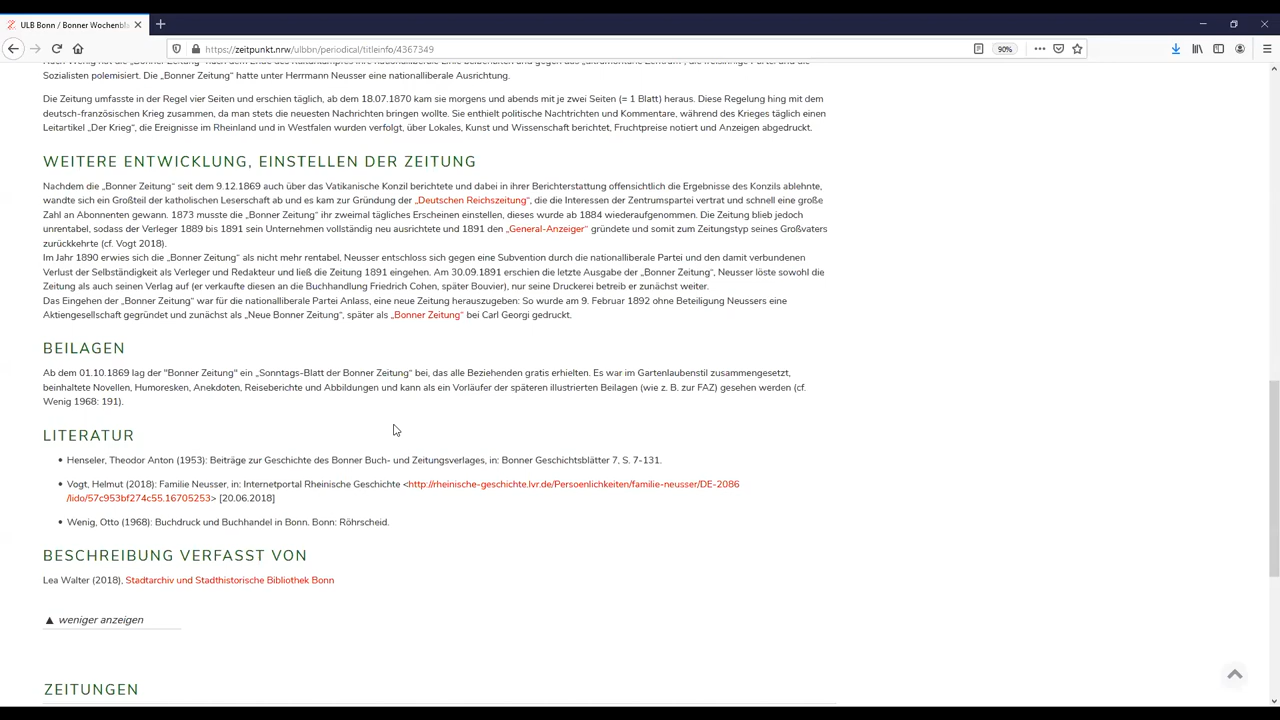 ULB Bonn / Bonner Wochenbla
https://zeitpunkt.nrw/ulbbn/periodical/titleinfo/4367349
90%
Sozialisten polemisiert. Die „Bonner Zeitung“ hatte unter Herrmann Neusser eine nationalliberale Ausrichtung.
Die Zeitung umfasste in der Regel vier Seiten und erschien täglich, ab dem 18.07.1870 kam sie morgens und abends mit je zwei Seiten (= 1 Blatt) heraus. Diese Regelung hing mit dem
deutsch-französischen Krieg zusammen, da man stets die neuesten Nachrichten bringen wollte. Sie enthielt politische Nachrichten und Kommentare, während des Krieges täglich einen
Leitartikel „Der Krieg“, die Ereignisse im Rheinland und in Westfalen wurden verfolgt, über Lokales, Kunst und Wissenschaft berichtet, Fruchtpreise notiert und Anzeigen abgedruckt.
WEITERE ENTWICKLUNG, EINSTELLEN DER ZEITUNG
Nachdem die „Bonner Zeitung“ seit dem 9.12.1869 auch über das Vatikanische Konzil berichtete und dabei in ihrer Berichterstattung offensichtlich die Ergebnisse des Konzils ablehnte,
wandte sich ein Großteil der katholischen Leserschaft ab und es kam zur Gründung der „Deutschen Reichszeitung“, die die Interessen der Zentrumspartei vertrat und schnell eine große
Zahl an Abonnenten gewann. 1873 musste die „Bonner Zeitung“ ihr zweimal tägliches Erscheinen einstellen, dieses wurde ab 1884 wiederaufgenommen. Die Zeitung blieb jedoch
unrentabel, sodass der Verleger 1889 bis 1891 sein Unternehmen vollständig neu ausrichtete und 1891 den „General-Anzeiger“ gründete und somit zum Zeitungstyp seines Großvaters
zurückkehrte (cf. Vogt 2018).
Im Jahr 1890 erwies sich die „Bonner Zeitung“ als nicht mehr rentabel, Neusser entschloss sich gegen eine Subvention durch die nationalliberale Partei und den damit verbundenen
Verlust der Selbständigkeit als Verleger und Redakteur und ließ die Zeitung 1891 eingehen. Am 30.09.1891 erschien die letzte Ausgabe der „Bonner Zeitung“, Neusser löste sowohl die
Zeitung als auch seinen Verlag auf (er verkaufte diesen an die Buchhandlung Friedrich Cohen, später Bouvier), nur seine Druckerei betreib er zunächst weiter.
Das Eingehen der „Bonner Zeitung“ war für die nationalliberale Partei Anlass, eine neue Zeitung herauszugeben: So wurde am 9. Februar 1892 ohne Beteiligung Neussers eine
Aktiengesellschaft gegründet und zunächst als „Neue Bonner Zeitung“, später als „Bonner Zeitung“ bei Carl Georgi gedruckt.
BEILAGEN
Ab dem 01.10.1869 lag der "Bonner Zeitung" ein „Sonntags-Blatt der Bonner Zeitung“ bei, das alle Beziehenden gratis erhielten. Es war im Gartenlaubenstil zusammengesetzt,
beinhaltete Novellen, Humoresken, Anekdoten, Reiseberichte und Abbildungen und kann als ein Vorläufer der späteren illustrierten Beilagen (wie z. B. zur FAZ) gesehen werden (cf.
Wenig 1968: 191).
LITERATUR
Henseler, Theodor Anton (1953): Beiträge zur Geschichte des Bonner Buch- und Zeitungsverlages, in: Bonner Geschichtsblätter 7, S. 7-131.
Vogt, Helmut (2018): Familie Neusser, in: Internetportal Rheinische Geschichte <http://rheinische-geschichte.lvr.de/Persoenlichkeiten/familie-neusser/DE-2086
/lido/57c953bf274c55.16705253> [20.06.2018]
Wenig, Otto (1968): Buchdruck und Buchhandel in Bonn. Bonn: Röhrscheid.
BESCHREIBUNG VERFASST VON
Lea Walter (2018), Stadtarchiv und Stadthistorische Bibliothek Bonn
▲ weniger anzeigen
ZEITUNGEN